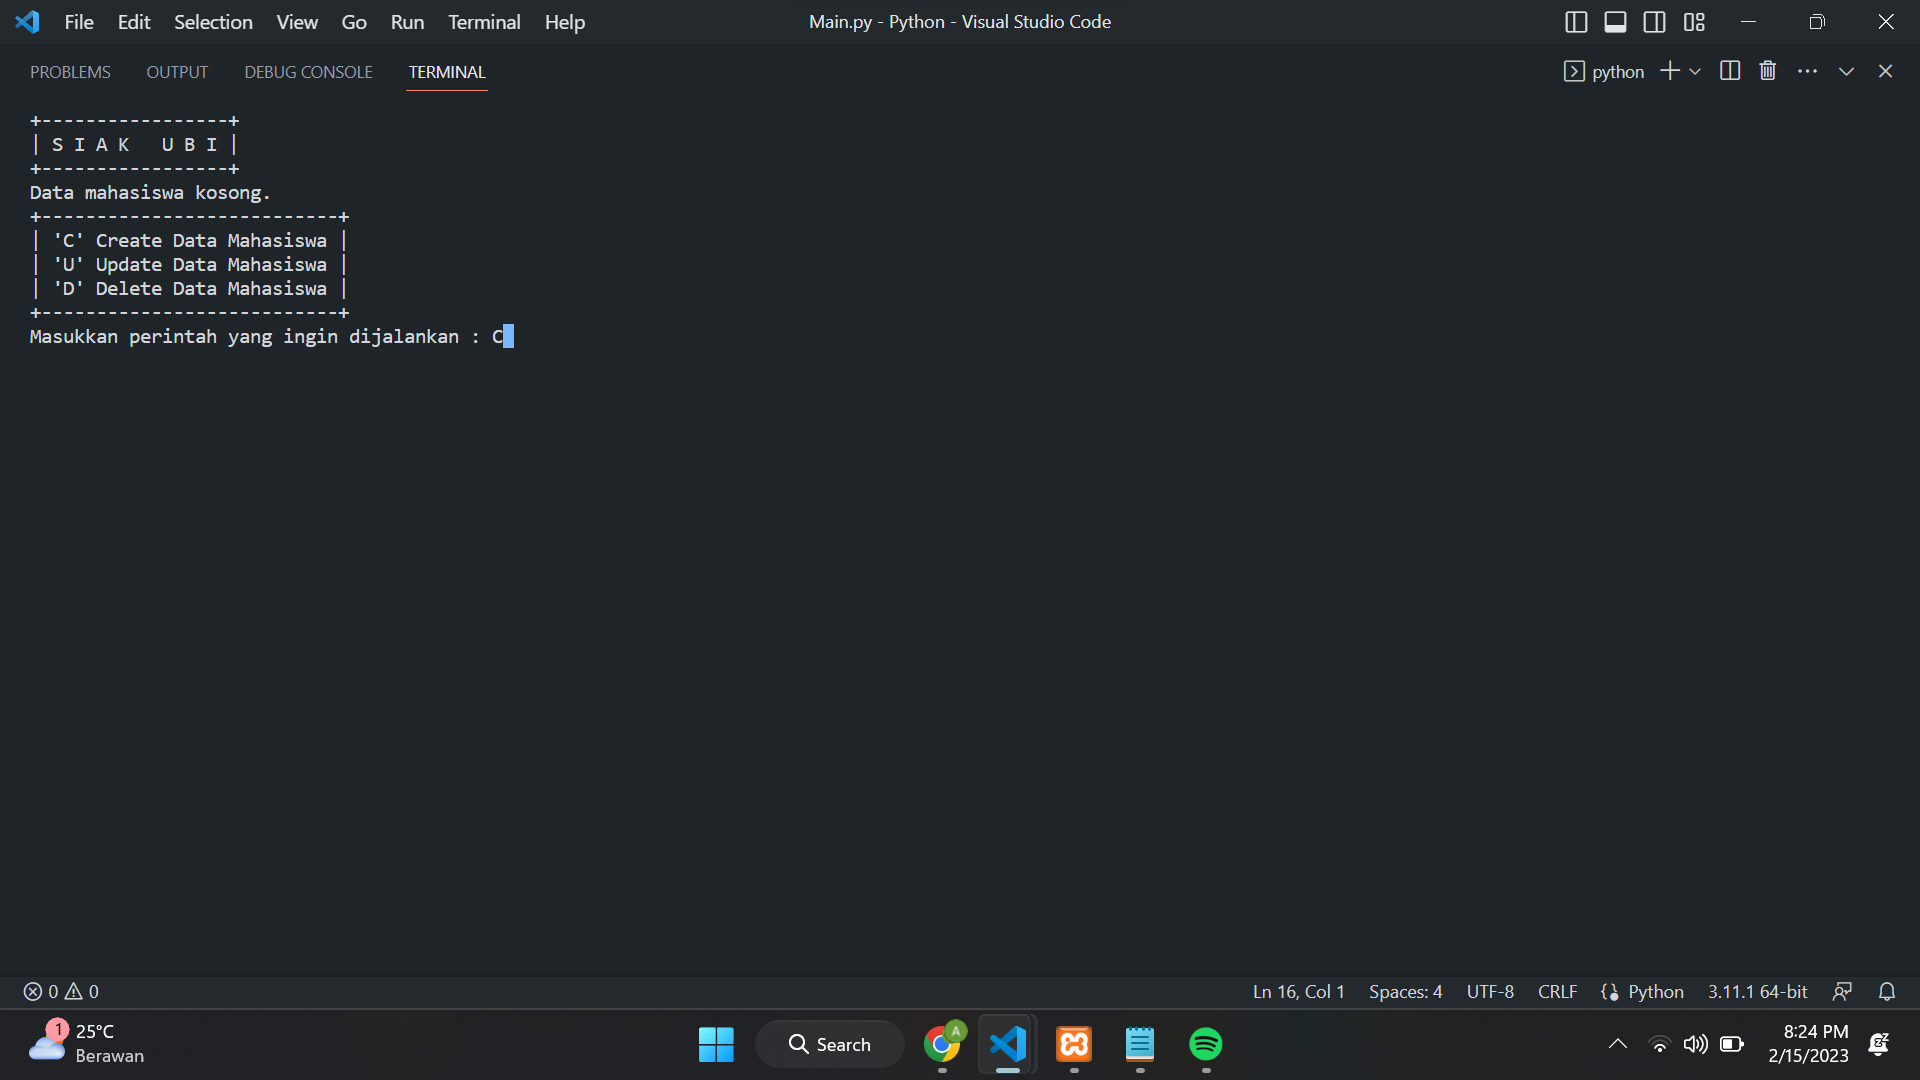 File Edit Selection View Go Run Terminal Help
Main.py - Python - Visual Studio Code
PROBLEMS OUTPUT DEBUG CONSOLE TERMINAL
python
+-----------------+
| S I A K   U B I |
+-----------------+
Data mahasiswa kosong.
+---------------------------+
| 'C' Create Data Mahasiswa |
| 'U' Update Data Mahasiswa |
| 'D' Delete Data Mahasiswa |
+---------------------------+
Masukkan perintah yang ingin dijalankan : C
0 0
Ln 16, Col 1 Spaces: 4 UTF-8 CRLF Python 3.11.1 64-bit
1
25°C
Berawan
Search
A
8:24 PM
2/15/2023